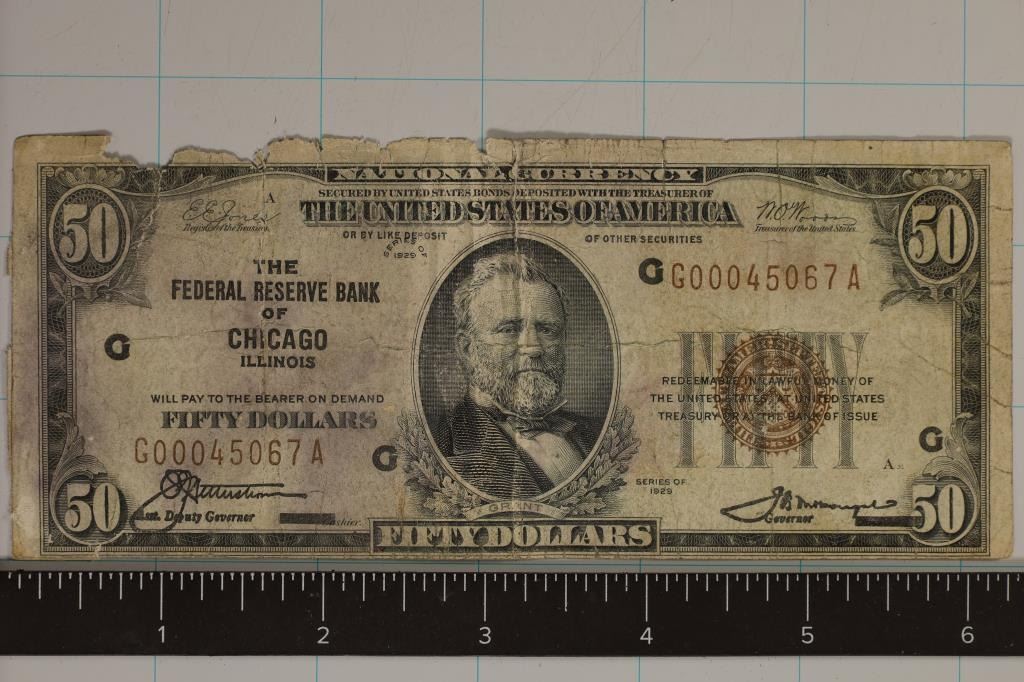 NATIONAL CURRENCY
SECURED BY UNITED STATES BONDS DEPOSITED WITH THE TREASURER OF
THE UNITED STATES OF AMERICA
OR BY LIKE DEPOSIT OF OTHER SECURITIES
50
A
E.E. Jones
Register of the Treasury.
SERIES OF
1929
W.O. Woods
Treasurer of the United States.
50
THE
FEDERAL RESERVE BANK
OF
CHICAGO
ILLINOIS
G G00045067A
G
WILL PAY TO THE BEARER ON DEMAND
FIFTY DOLLARS
G00045067A
G
FIFTY
REDEEMABLE IN LAWFUL MONEY OF
THE UNITED STATES AT UNITED STATES
TREASURY OR AT THE BANK OF ISSUE
G
A
SERIES OF
1929
50
Asst. Deputy Governor
Cashier.
GRANT
Governor
50
FIFTY DOLLARS
1 2 3 4 5 6